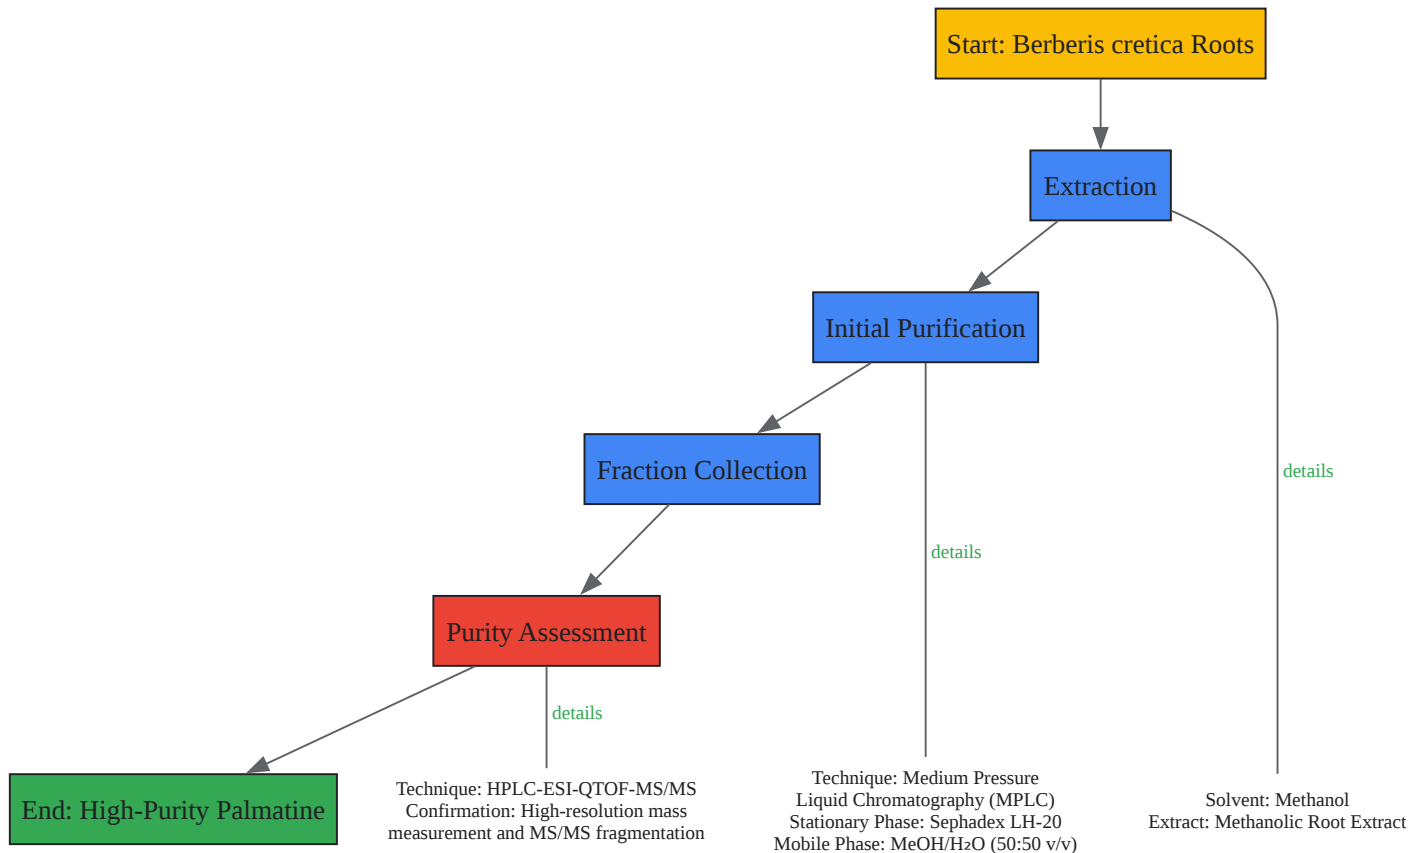 Start: Berberis cretica Roots
Extraction
Initial Purification
Fraction Collection
details
details
Purity Assessment
details
End: High-Purity Palmatine
Technique: HPLC-ESI-QTOF-MS/MS
Confirmation: High-resolution mass
measurement and MS/MS fragmentation
Technique: Medium Pressure
Liquid Chromatography (MPLC)
Stationary Phase: Sephadex LH-20
Mobile Phase: MeOH/H₂O (50:50 v/v)
Solvent: Methanol
Extract: Methanolic Root Extract